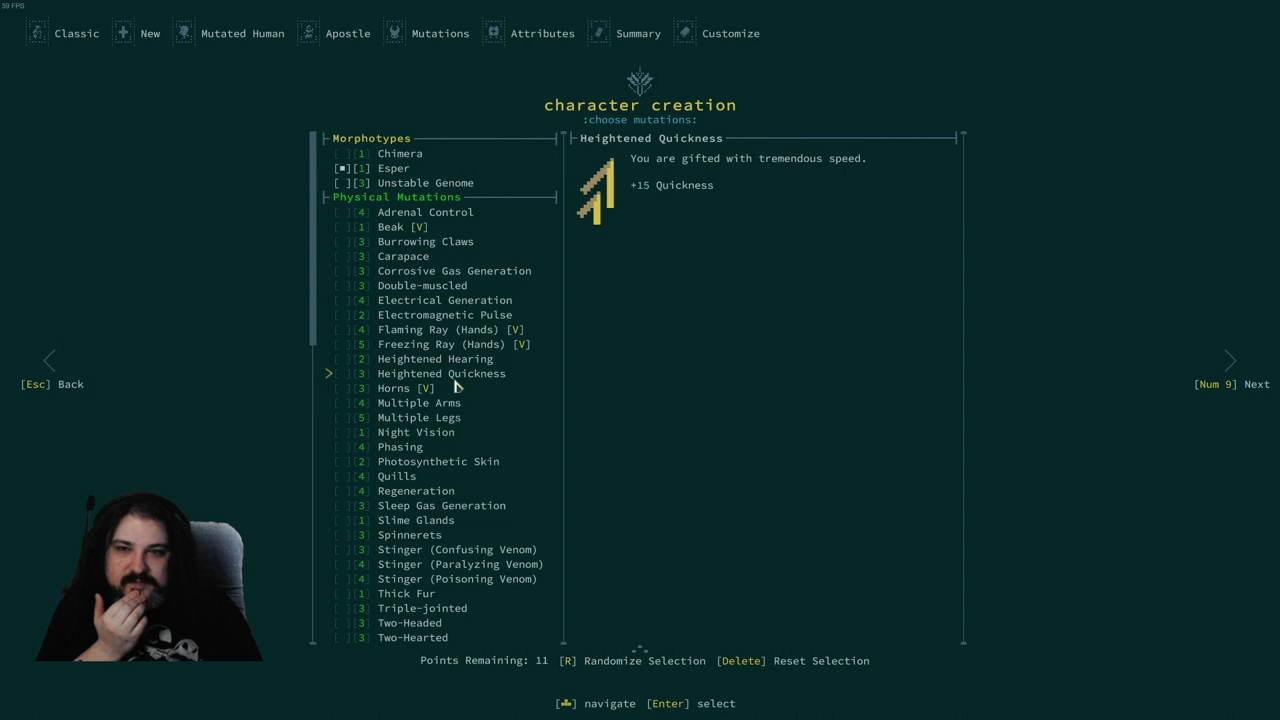 59 FPS
Classic New Mutated Human Apostle Mutations Attributes Summary Customize
character creation
:choose mutations:
Morphotypes
[ ][1] Chimera
[■][1] Esper
[ ][3] Unstable Genome
Physical Mutations
[ ][4] Adrenal Control
[ ][1] Beak [V]
[ ][3] Burrowing Claws
[ ][3] Carapace
[ ][3] Corrosive Gas Generation
[ ][3] Double-muscled
[ ][4] Electrical Generation
[ ][2] Electromagnetic Pulse
[ ][4] Flaming Ray (Hands) [V]
[ ][5] Freezing Ray (Hands) [V]
[ ][2] Heightened Hearing
> [ ][3] Heightened Quickness
[ ][3] Horns [V]
[ ][4] Multiple Arms
[ ][5] Multiple Legs
[ ][1] Night Vision
[ ][4] Phasing
[ ][2] Photosynthetic Skin
[ ][4] Quills
[ ][4] Regeneration
[ ][3] Sleep Gas Generation
[ ][1] Slime Glands
[ ][3] Spinnerets
[ ][3] Stinger (Confusing Venom)
[ ][4] Stinger (Paralyzing Venom)
[ ][4] Stinger (Poisoning Venom)
[ ][1] Thick Fur
[ ][3] Triple-jointed
[ ][3] Two-Headed
[ ][3] Two-Hearted
Heightened Quickness
You are gifted with tremendous speed.
+15 Quickness
[Esc] Back
[Num 9] Next
Points Remaining: 11 [R] Randomize Selection [Delete] Reset Selection
navigate [Enter] select